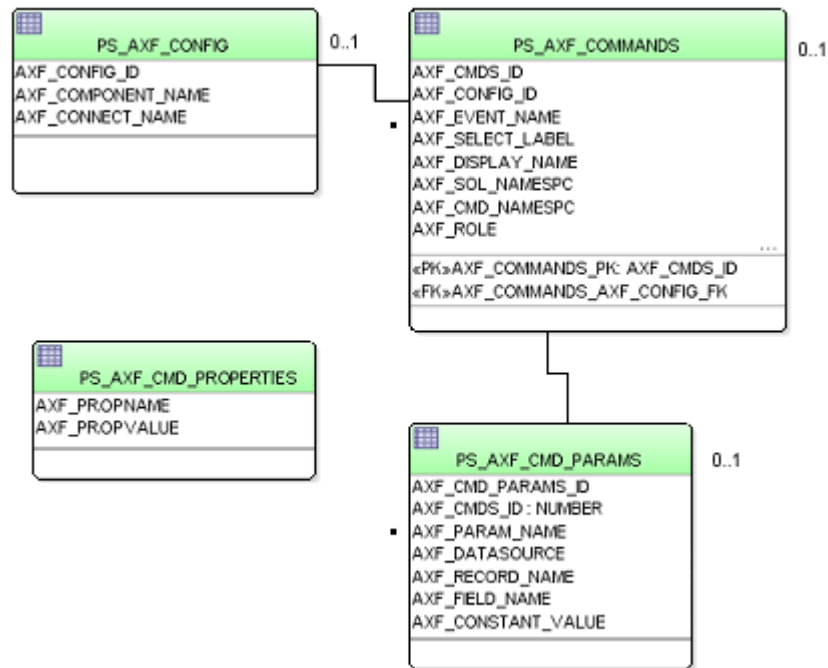 PS_AXF_CONFIG
AXF_CONFIG_ID
AXF_COMPONENT_NAME
AXF_CONNECT_NAME
0..1
PS_AXF_COMMANDS
AXF_CMDS_ID
AXF_CONFIG_ID
AXF_EVENT_NAME
AXF_SELECT_LABEL
AXF_DISPLAY_NAME
AXF_SOL_NAMESPC
AXF_CMD_NAMESPC
AXF_ROLE
...
«PK»AXF_COMMANDS_PK: AXF_CMDS_ID
«FK»AXF_COMMANDS_AXF_CONFIG_FK
0..1
PS_AXF_CMD_PROPERTIES
AXF_PROPNAME
AXF_PROPVALUE
PS_AXF_CMD_PARAMS
AXF_CMD_PARAMS_ID
AXF_CMDS_ID : NUMBER
AXF_PARAM_NAME
AXF_DATASOURCE
AXF_RECORD_NAME
AXF_FIELD_NAME
AXF_CONSTANT_VALUE
0..1